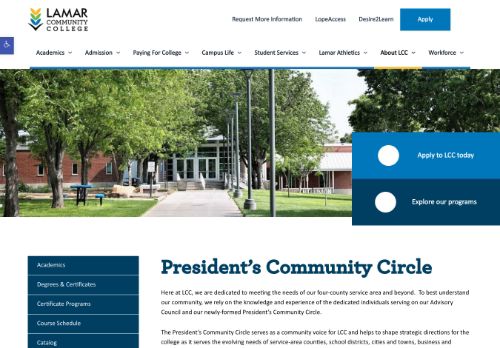 LAMAR
COMMUNITY
COLLEGE
Request More Information
LopeAccess
Desire2Learn
Apply
Academics
Admission
Paying For College
Campus Life
Student Services
Lamar Athletics
About LCC
Workforce
Apply to LCC today
Explore our programs
Academics
Degrees & Certificates
Certificate Programs
Course Schedule
Catalog
President's Community Circle
Here at LCC, we are dedicated to meeting the needs of our four-county service area and beyond. To best understand
our community, we rely on the knowledge and experience of the dedicated individuals serving on our Advisory
Council and our newly-formed President's Community Circle.
The President's Community Circle serves as a community voice for LCC and helps to shape strategic directions for the
college as it serves the evolving needs of service-area counties, school districts, cities and towns, business and